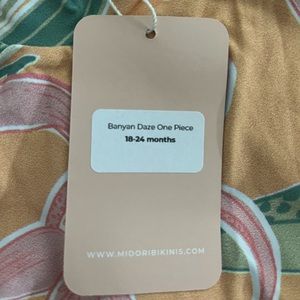 Banyan Daze One Piece
18-24 months
WWW.MIDORIBIKINIS.COM